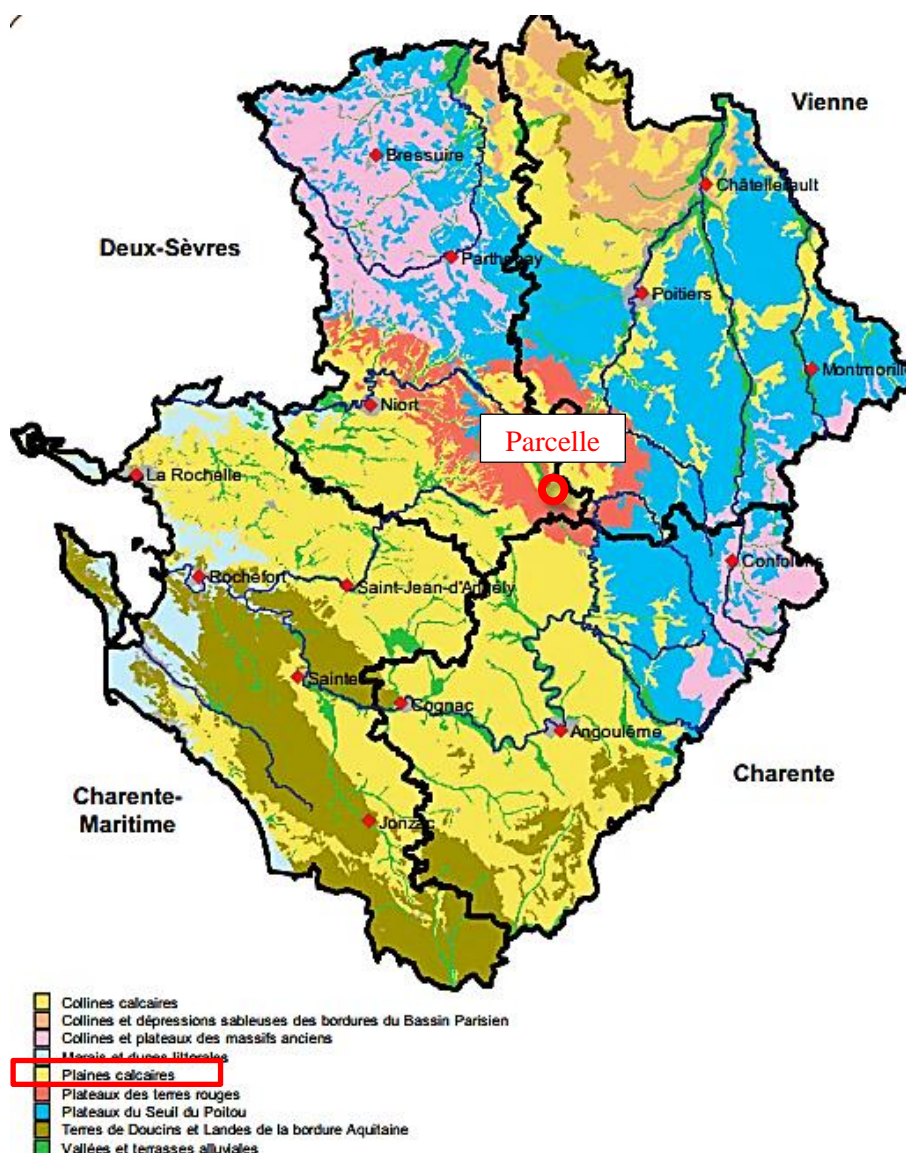 Vienne
Bressuire
Châtellerault
Deux-Sèvres
Parthenay
Poitiers
Montmorill
Niort
Parcelle
La Rochelle
Confolens
Rochefort
Saint-Jean-d'Angély
Sainte
Cognac
Angoulême
Charente
Charente-
Maritime
Jonzac
Collines calcaires
Collines et dépressions sableuses des bordures du Bassin Parisien
Collines et plateaux des massifs anciens
Marais et dunes littorales
Plaines calcaires
Plateaux des terres rouges
Plateaux du Seuil du Poitou
Terres de Doucins et Landes de la bordure Aquitaine
Vallées et terrasses alluviales